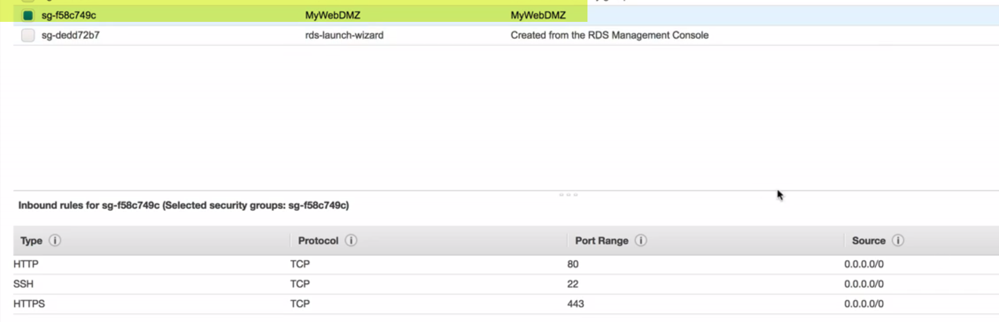 sg-f58c749c MyWebDMZ MyWebDMZ
sg-dedd72b7 rds-launch-wizard Created from the RDS Management Console
Inbound rules for sg-f58c749c (Selected security groups: sg-f58c749c)
Type Protocol Port Range Source
HTTP TCP 80 0.0.0.0/0
SSH TCP 22 0.0.0.0/0
HTTPS TCP 443 0.0.0.0/0